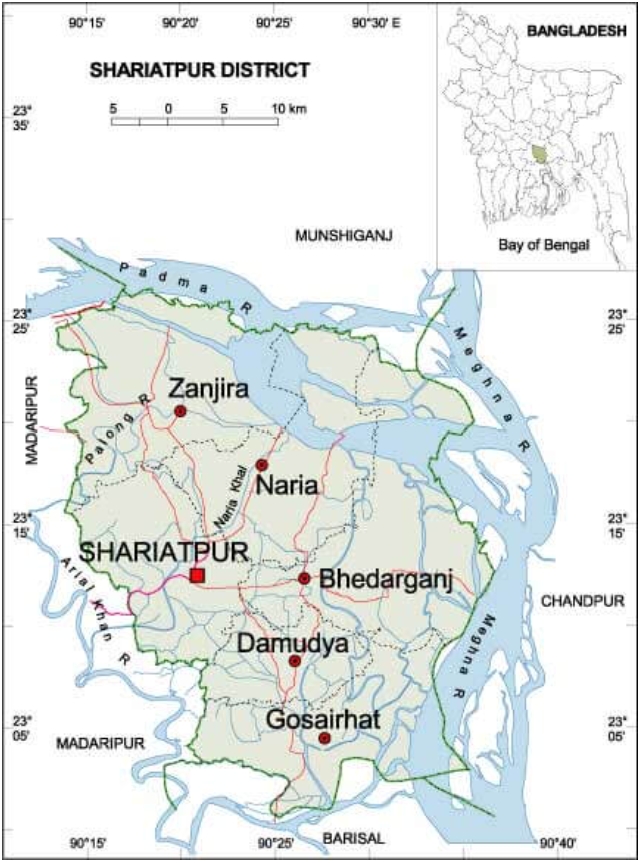 90°15' 90°20' 90°25' 90°30' E
BANGLADESH
SHARIATPUR DISTRICT
5 0 5 10 km
23°
35'
Bay of Bengal
MUNSHIGANJ
Padma R
23°
25'
23°
25'
Meghna R
MADARIPUR
Zanjira
Palong R
Naria
Naria Khal
23°
15'
23°
15'
SHARIATPUR
Bhedarganj
Arial Khan R
CHANDPUR
Meghna R
Damudya
Gosairhat
23°
05'
23°
05'
MADARIPUR
BARISAL
90°15' 90°25' 90°40'